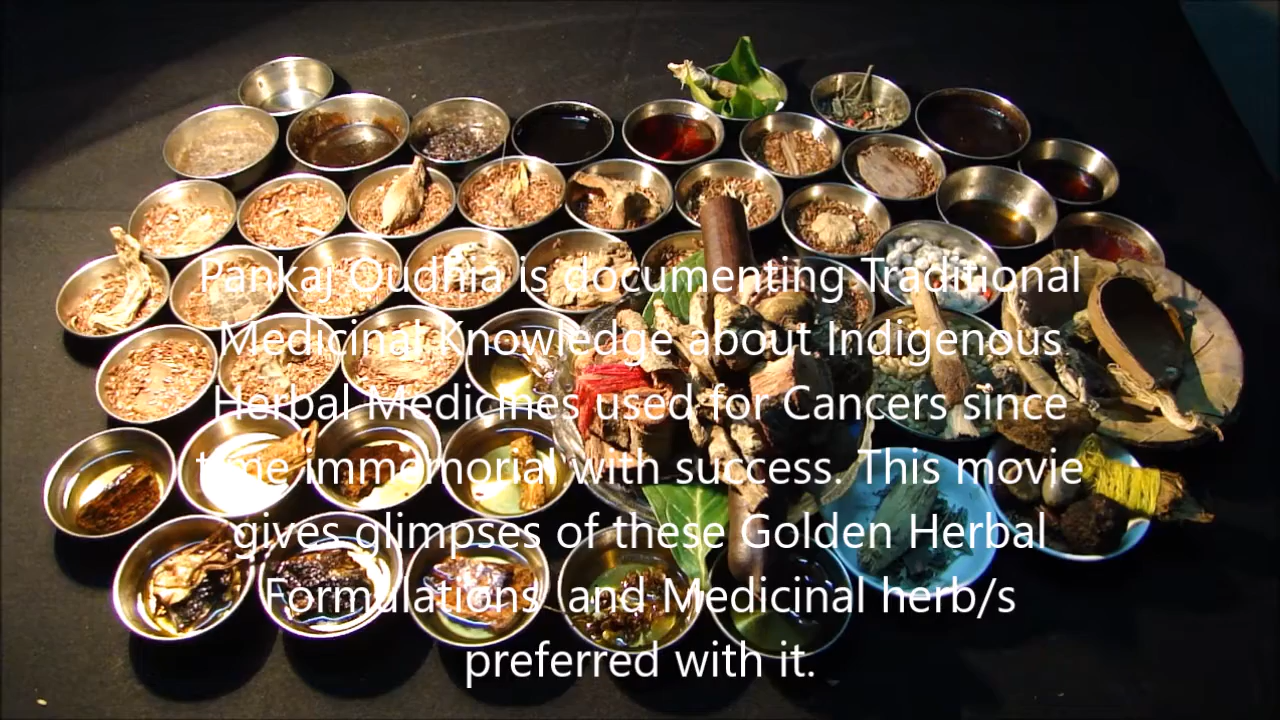 Pankaj Oudhia is documenting Traditional
Medicinal Knowledge about Indigenous
Herbal Medicines used for Cancers since
time immemorial with success. This movie
gives glimpses of these Golden Herbal
Formulations and Medicinal herb/s
preferred with it.